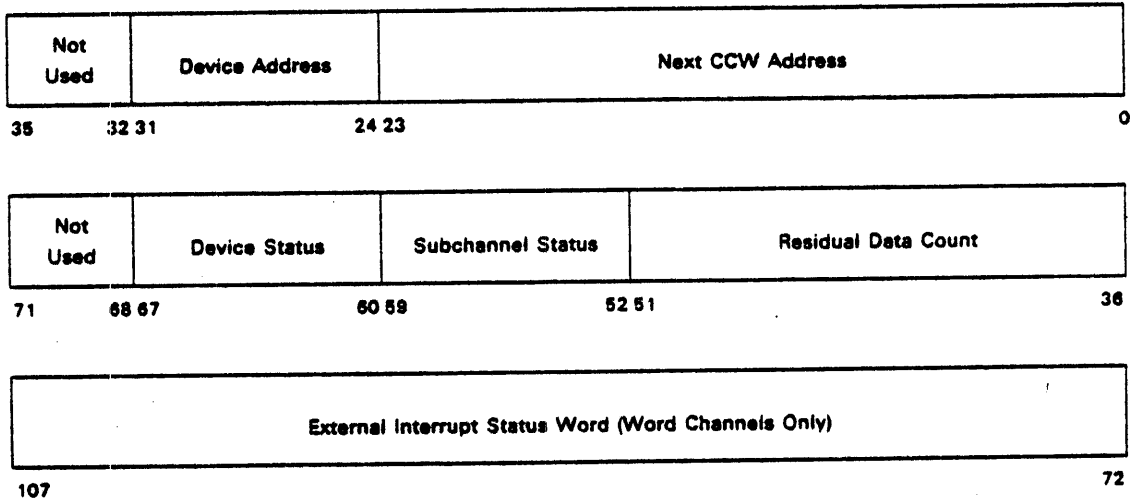 Not
Used
Device Address
Next CCW Address
35 32 31 24 23 0
Not
Used
Device Status
Subchannel Status
Residual Data Count
71 68 67 60 59 52 51 36
External Interrupt Status Word (Word Channels Only)
107 72